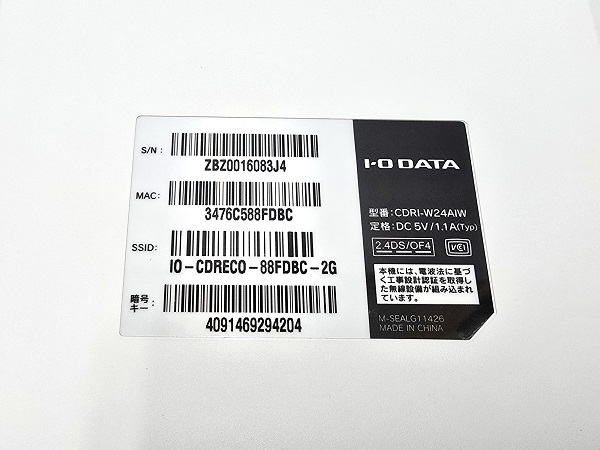 S/N:
ZBZ0016083J4
MAC:
3476C588FDBC
SSID:
IO-CDRECO-88FDBC-2G
暗号
キー:
4091469294204
I-O DATA
型番:CDRI-W24AIW
定格:DC 5V/1.1A(Typ)
2.4DS/OF4
VCI
本機には、電波法に基づ
く工事設計認証を取得し
た無線設備が組み込まれ
ています。
M-SEALG11426
MADE IN CHINA